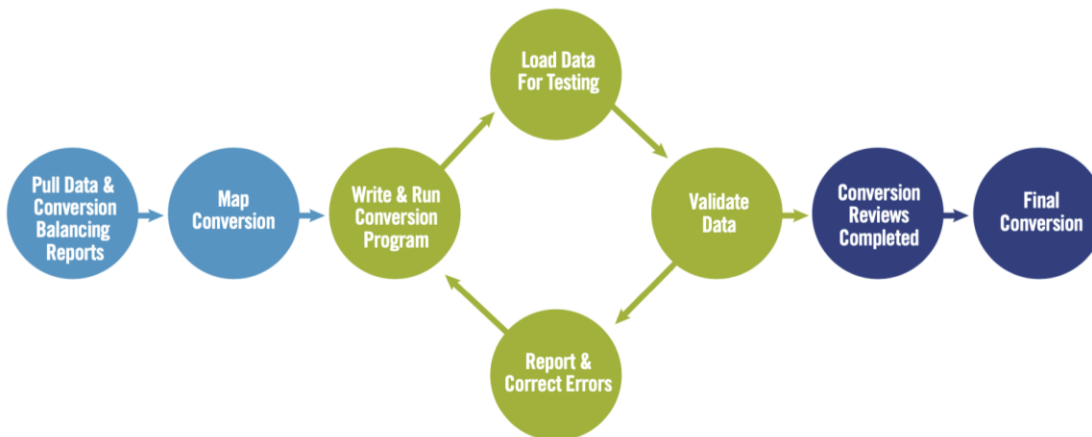 Load Data
For Testing
Pull Data &
Conversion
Balancing
Reports
Map
Conversion
Write & Run
Conversion
Program
Validate
Data
Conversion
Reviews
Completed
Final
Conversion
Report &
Correct Errors